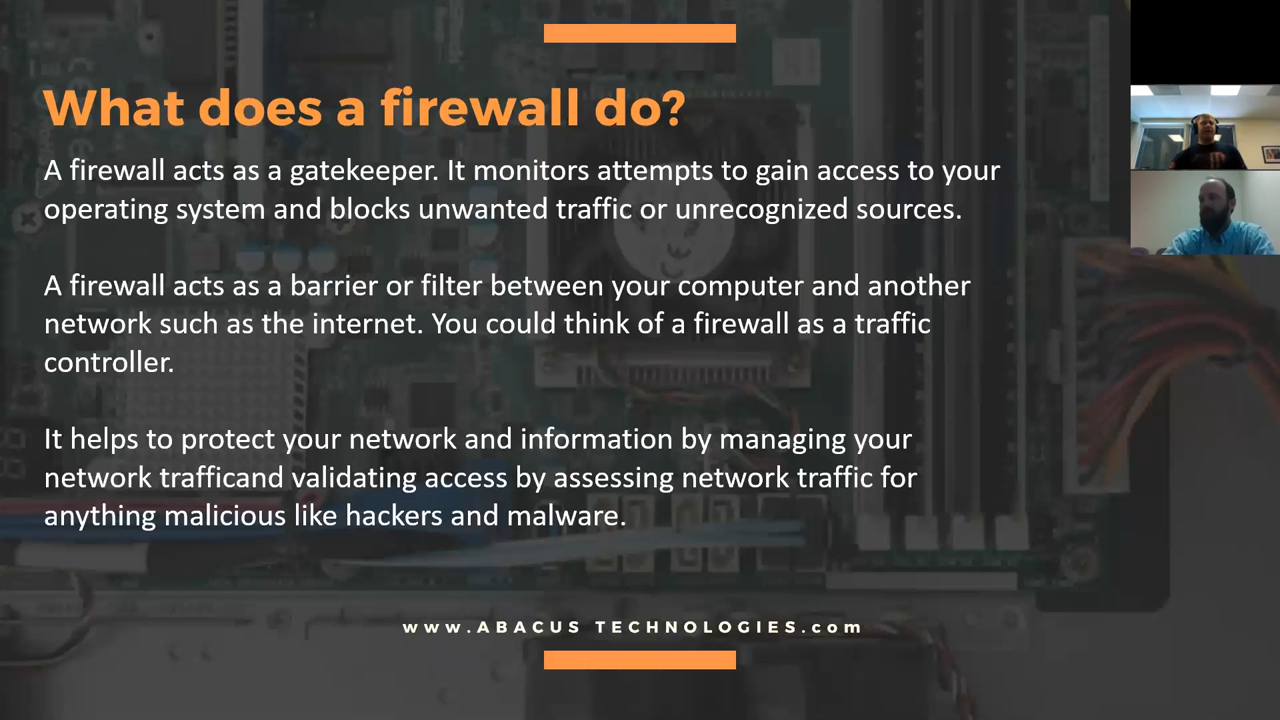 What does a firewall do?
A firewall acts as a gatekeeper. It monitors attempts to gain access to your
operating system and blocks unwanted traffic or unrecognized sources.
A firewall acts as a barrier or filter between your computer and another
network such as the internet. You could think of a firewall as a traffic
controller.
It helps to protect your network and information by managing your
network trafficand validating access by assessing network traffic for
anything malicious like hackers and malware.
www.ABACUS TECHNOLOGIES.com